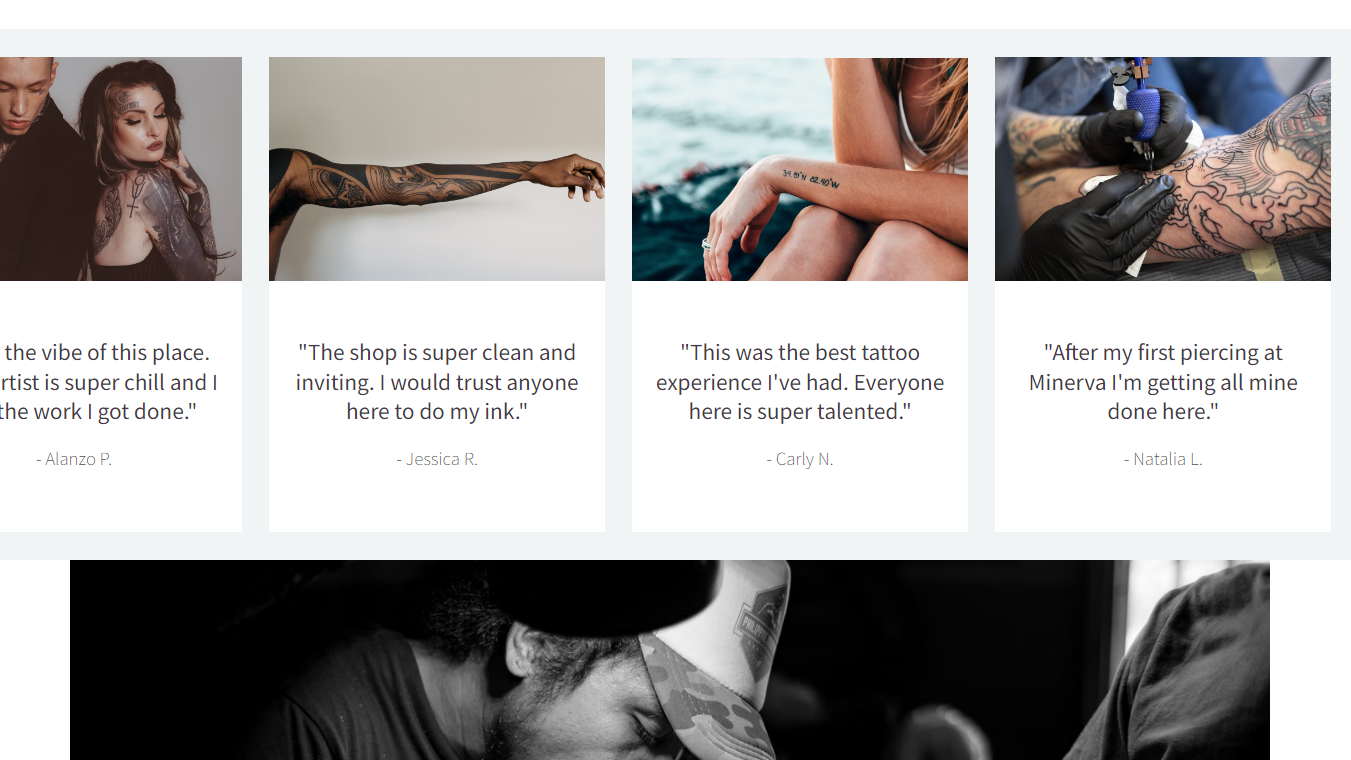 the vibe of this place.
rtist is super chill and I
the work I got done."
- Alanzo P.
"The shop is super clean and
inviting. I would trust anyone
here to do my ink."
- Jessica R.
"This was the best tattoo
experience I've had. Everyone
here is super talented."
- Carly N.
"After my first piercing at
Minerva I'm getting all mine
done here."
- Natalia L.